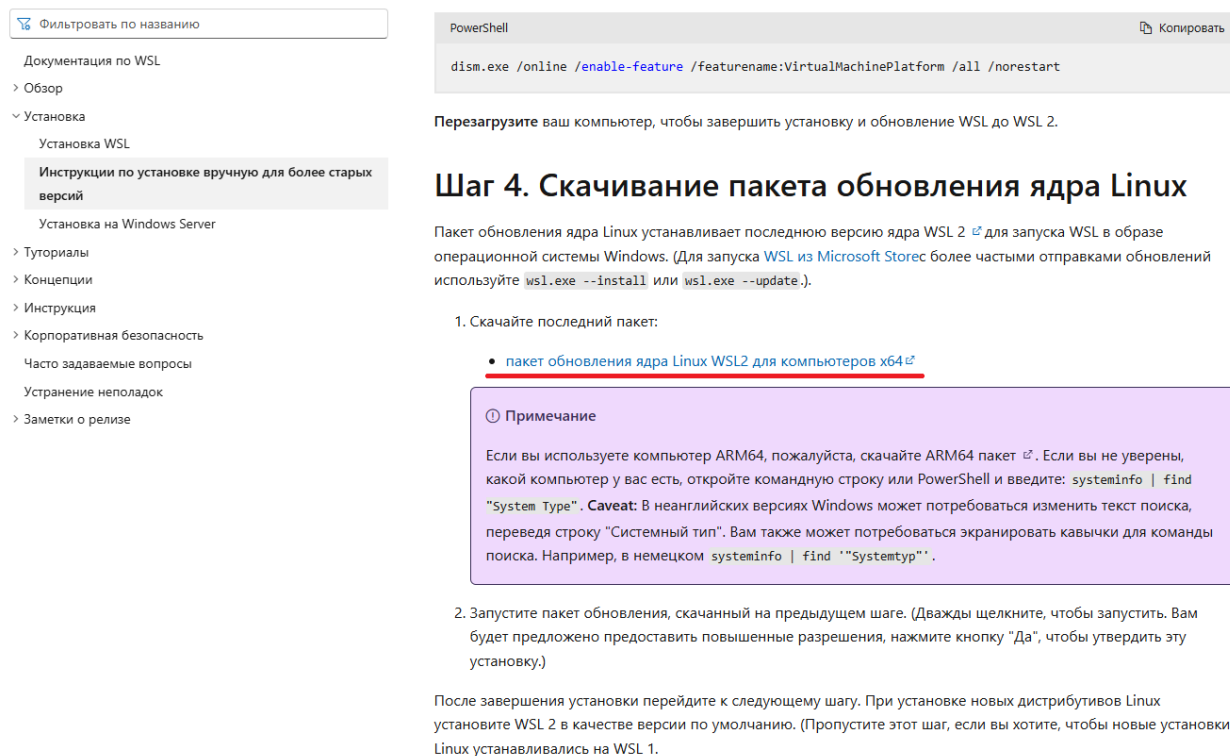 Фильтровать по названию
Документация по WSL
Обзор
Установка
Установка WSL
Инструкции по установке вручную для более старых
версий
Установка на Windows Server
Туториалы
Концепции
Инструкция
Корпоративная безопасность
Часто задаваемые вопросы
Устранение неполадок
Заметки о релизе
PowerShell
Копировать
dism.exe /online /enable-feature /featurename:VirtualMachinePlatform /all /norestart
Перезагрузите ваш компьютер, чтобы завершить установку и обновление WSL до WSL 2.
Шаг 4. Скачивание пакета обновления ядра Linux
Пакет обновления ядра Linux устанавливает последнюю версию ядра WSL 2 для запуска WSL в образе
операционной системы Windows. (Для запуска WSL из Microsoft Storeс более частыми отправками обновлений
используйте wsl.exe --install или wsl.exe --update.).
1. Скачайте последний пакет:
• пакет обновления ядра Linux WSL2 для компьютеров x64
Примечание
Если вы используете компьютер ARM64, пожалуйста, скачайте ARM64 пакет . Если вы не уверены,
какой компьютер у вас есть, откройте командную строку или PowerShell и введите: systeminfo | find
"System Type". Caveat: В неанглийских версиях Windows может потребоваться изменить текст поиска,
переведя строку "Системный тип". Вам также может потребоваться экранировать кавычки для команды
поиска. Например, в немецком systeminfo | find '"Systemtyp"'.
2. Запустите пакет обновления, скачанный на предыдущем шаге. (Дважды щелкните, чтобы запустить. Вам
будет предложено предоставить повышенные разрешения, нажмите кнопку "Да", чтобы утвердить эту
установку.)
После завершения установки перейдите к следующему шагу. При установке новых дистрибутивов Linux
установите WSL 2 в качестве версии по умолчанию. (Пропустите этот шаг, если вы хотите, чтобы новые установки
Linux устанавливались на WSL 1.